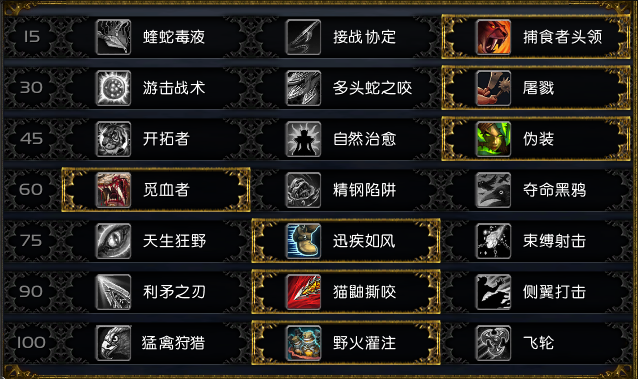 15 蝰蛇毒液 接战协定 捕食者头领
30 游击战术 多头蛇之咬 屠戮
45 开拓者 自然治愈 伪装
60 觅血者 精钢陷阱 夺命黑鸦
75 天生狂野 迅疾如风 束缚射击
90 利矛之刃 猫鼬撕咬 侧翼打击
100 猛禽狩猎 野火灌注 飞轮